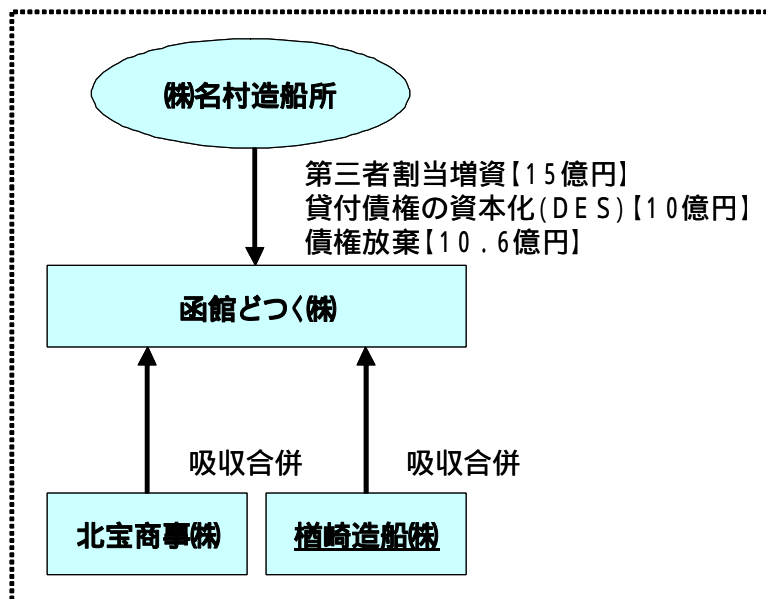 ㈱名村造船所
第三者割当増資【15億円】
貸付債権の資本化(DES)【10億円】
債権放棄【10.6億円】
函館どつく㈱
吸収合併
吸収合併
北宝商事㈱
楢崎造船㈱